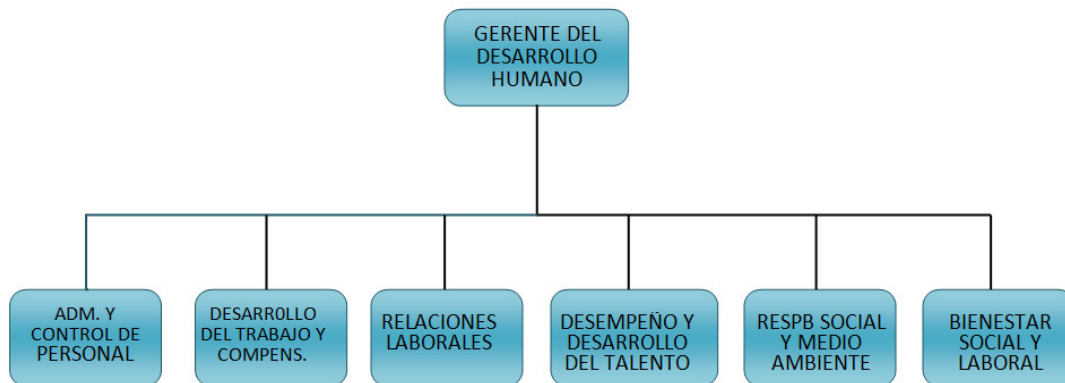 GERENTE DEL
DESARROLLO
HUMANO
ADM. Y
CONTROL DE
PERSONAL
DESARR0LLO
DEL TRABAJO Y
COMPENS.
RELACIONES
LABORALES
DESEMPEÑO Y
DESARROLLO
DEL TALENTO
RESPB SOCIAL
Y MEDIO
AMBIENTE
BIENESTAR
SOCIAL Y
LABORAL